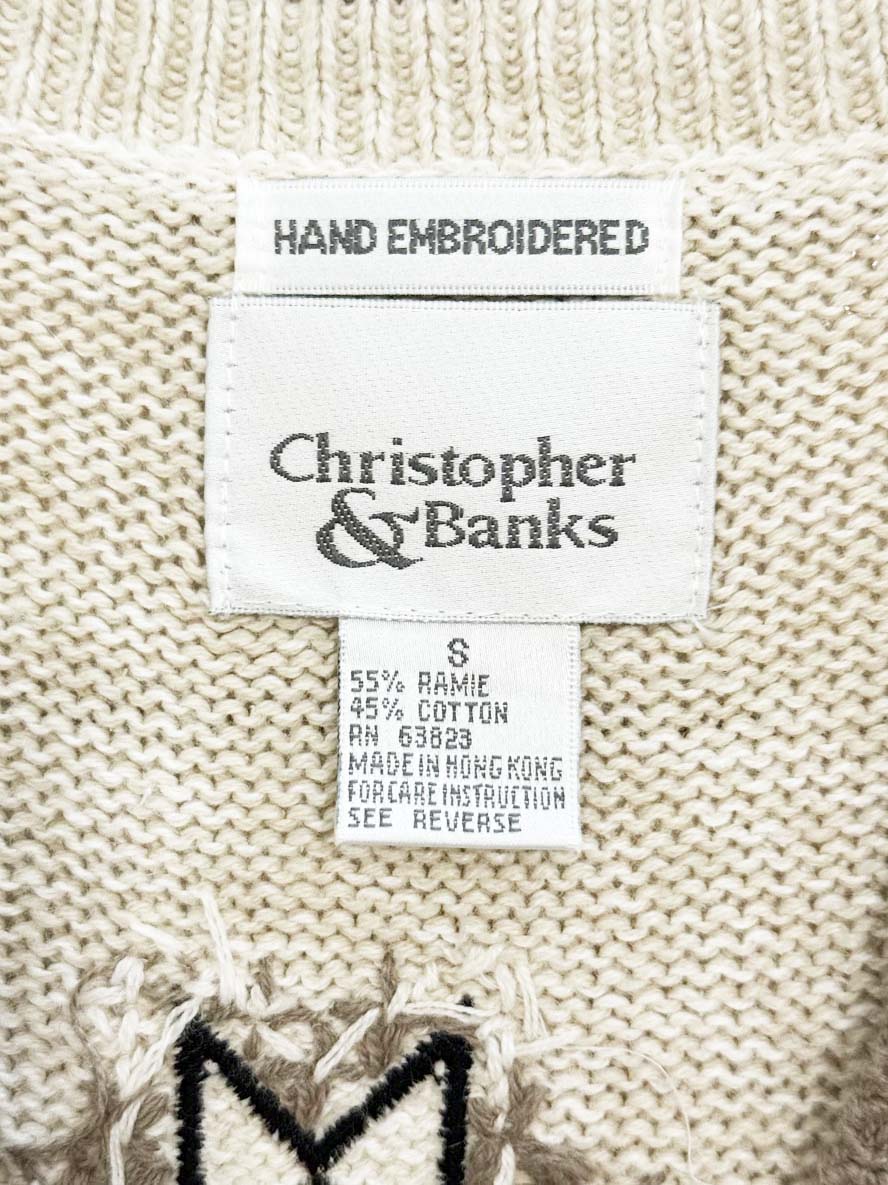 HAND EMBROIDERED
Christopher
& Banks
S
55% RAMIE
45% COTTON
RN 63823
MADE IN HONG KONG
FOR CARE INSTRUCTION
SEE REVERSE